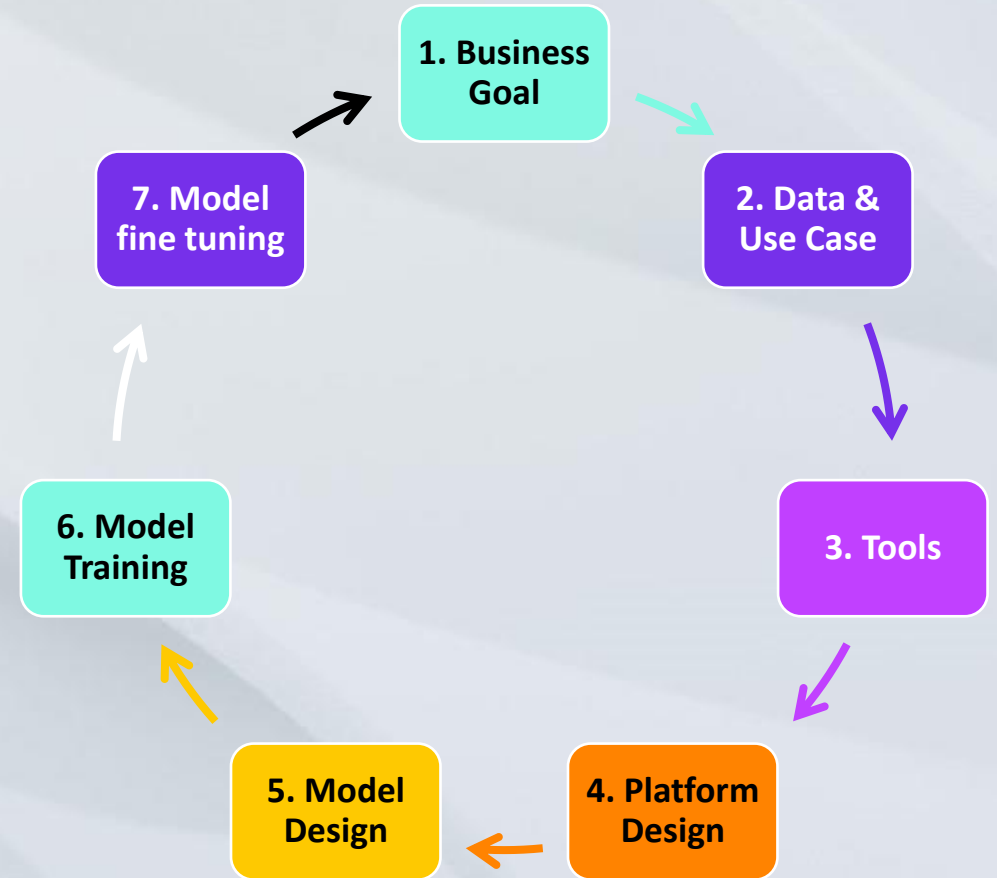 1. Business
Goal
2. Data &
Use Case
3. Tools
4. Platform
Design
5. Model
Design
6. Model
Training
7. Model
fine tuning